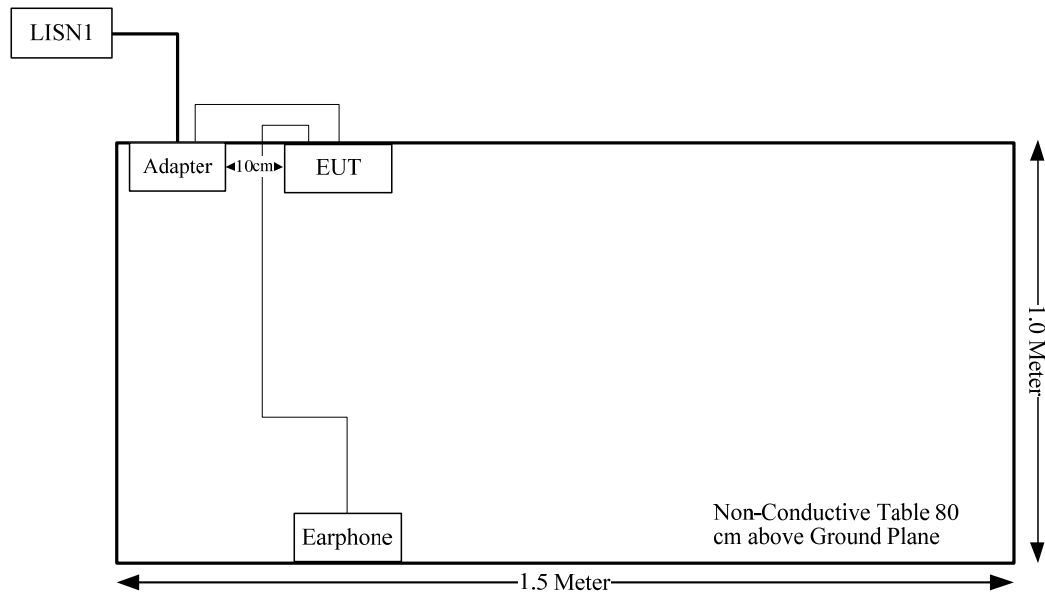 LISN1
Adapter
10cm
EUT
1.0 Meter
Earphone
Non-Conductive Table 80
cm above Ground Plane
1.5 Meter